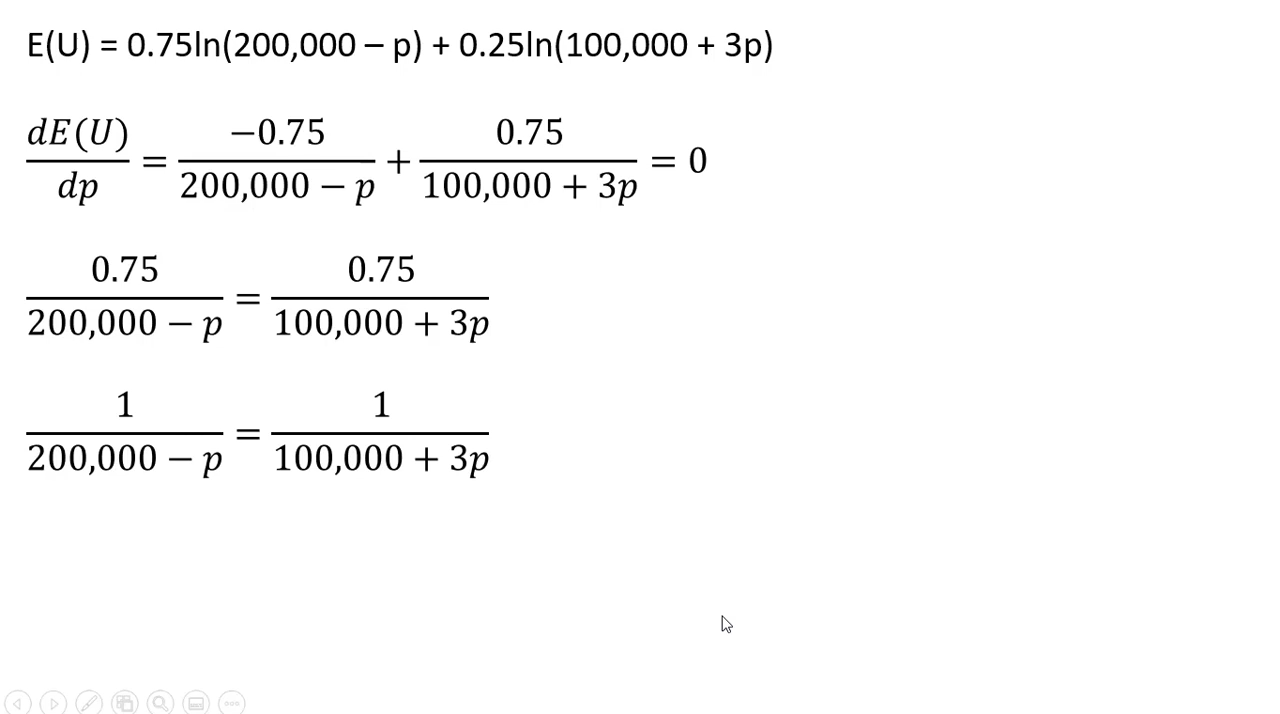 E(U) = 0.75ln(200,000 – p) + 0.25ln(100,000 + 3p)
dE(U)/dp = −0.75/(200,000 − p) + 0.75/(100,000 + 3p) = 0
0.75/(200,000 − p) = 0.75/(100,000 + 3p)
1/(200,000 − p) = 1/(100,000 + 3p)